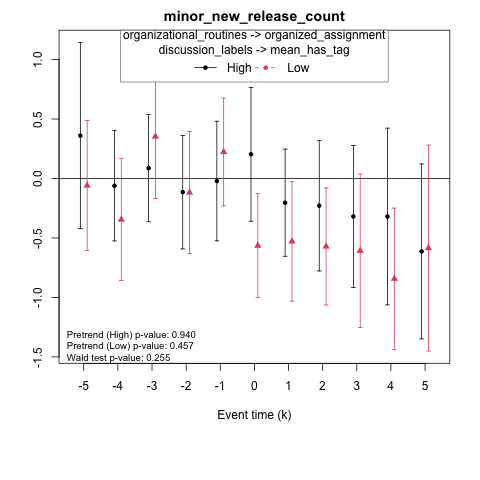 minor_new_release_count
organizational_routines -> organized_assignment
discussion_labels -> mean_has_tag
High Low
1.0
0.5
0.0
-0.5
-1.0
-1.5
Pretrend (High) p-value: 0.940
Pretrend (Low) p-value: 0.457
Wald test p-value: 0.255
-5 -4 -3 -2 -1 0 1 2 3 4 5
Event time (k)